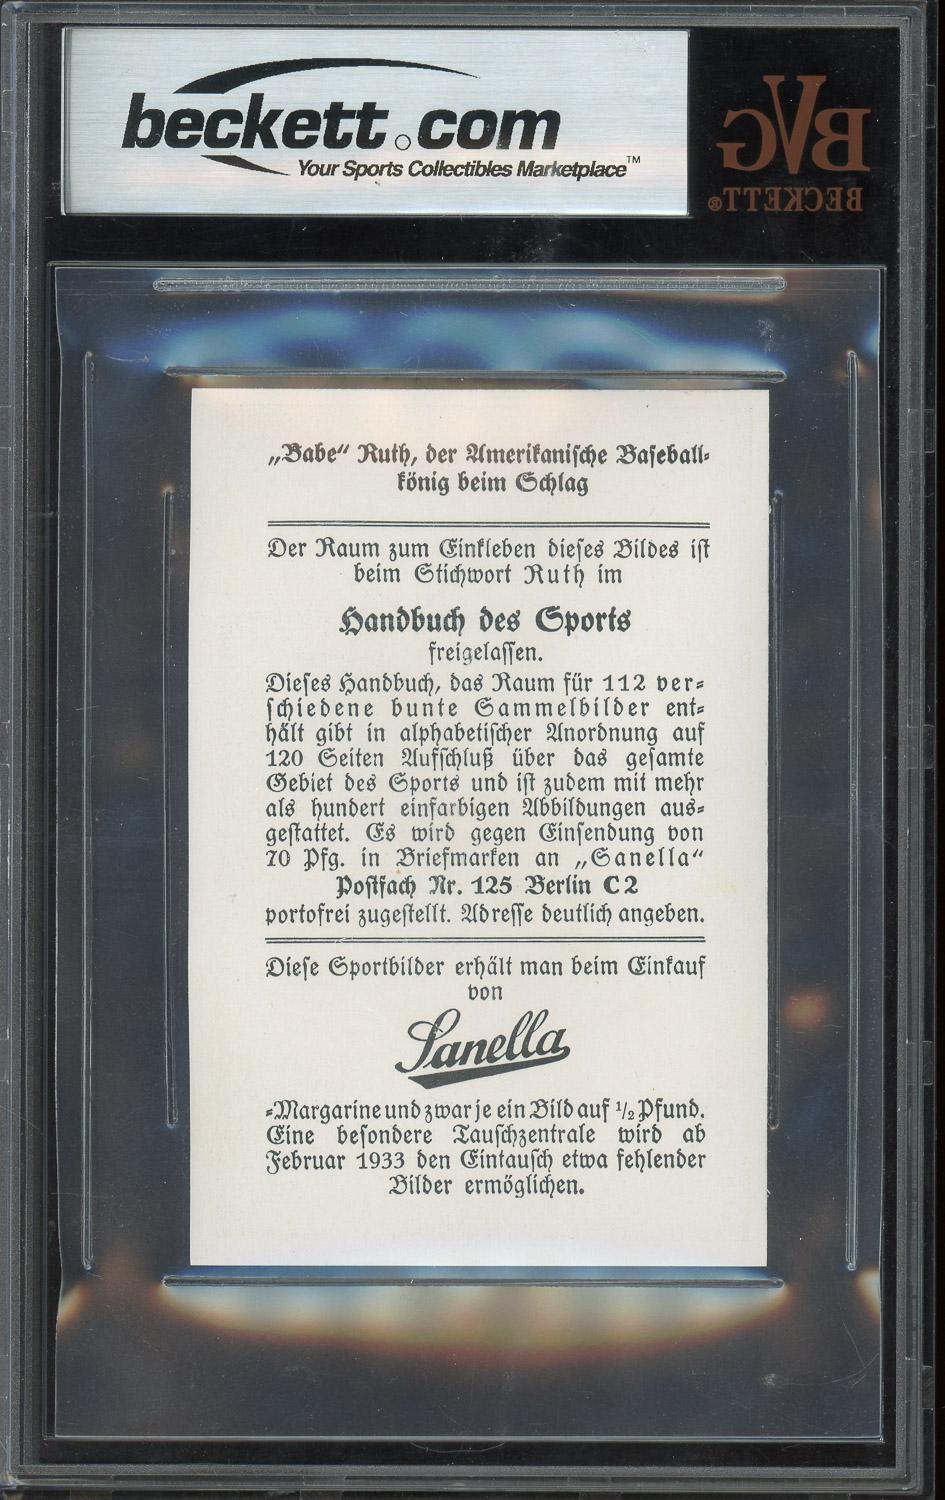 beckett.com
Your Sports Collectibles Marketplace™
BVG
BECKETT®
„Babe“ Ruth, der Amerikanische Baseball-
könig beim Schlag
Der Raum zum Einkleben dieses Bildes ist
beim Stichwort Ruth im
Handbuch des Sports
freigelassen.
Dieses Handbuch, das Raum für 112 ver-
schiedene bunte Sammelbilder ent-
hält gibt in alphabetischer Anordnung auf
120 Seiten Aufschluß über das gesamte
Gebiet des Sports und ist zudem mit mehr
als hundert einfarbigen Abbildungen aus-
gestattet. Es wird gegen Einsendung von
70 Pfg. in Briefmarken an „Sanella“
Postfach Nr. 125 Berlin C 2
portofrei zugestellt. Adresse deutlich angeben.
Diese Sportbilder erhält man beim Einkauf
von
Sanella
-Margarine und zwar je ein Bild auf ½ Pfund.
Eine besondere Tauschzentrale wird ab
Februar 1933 den Eintausch etwa fehlender
Bilder ermöglichen.